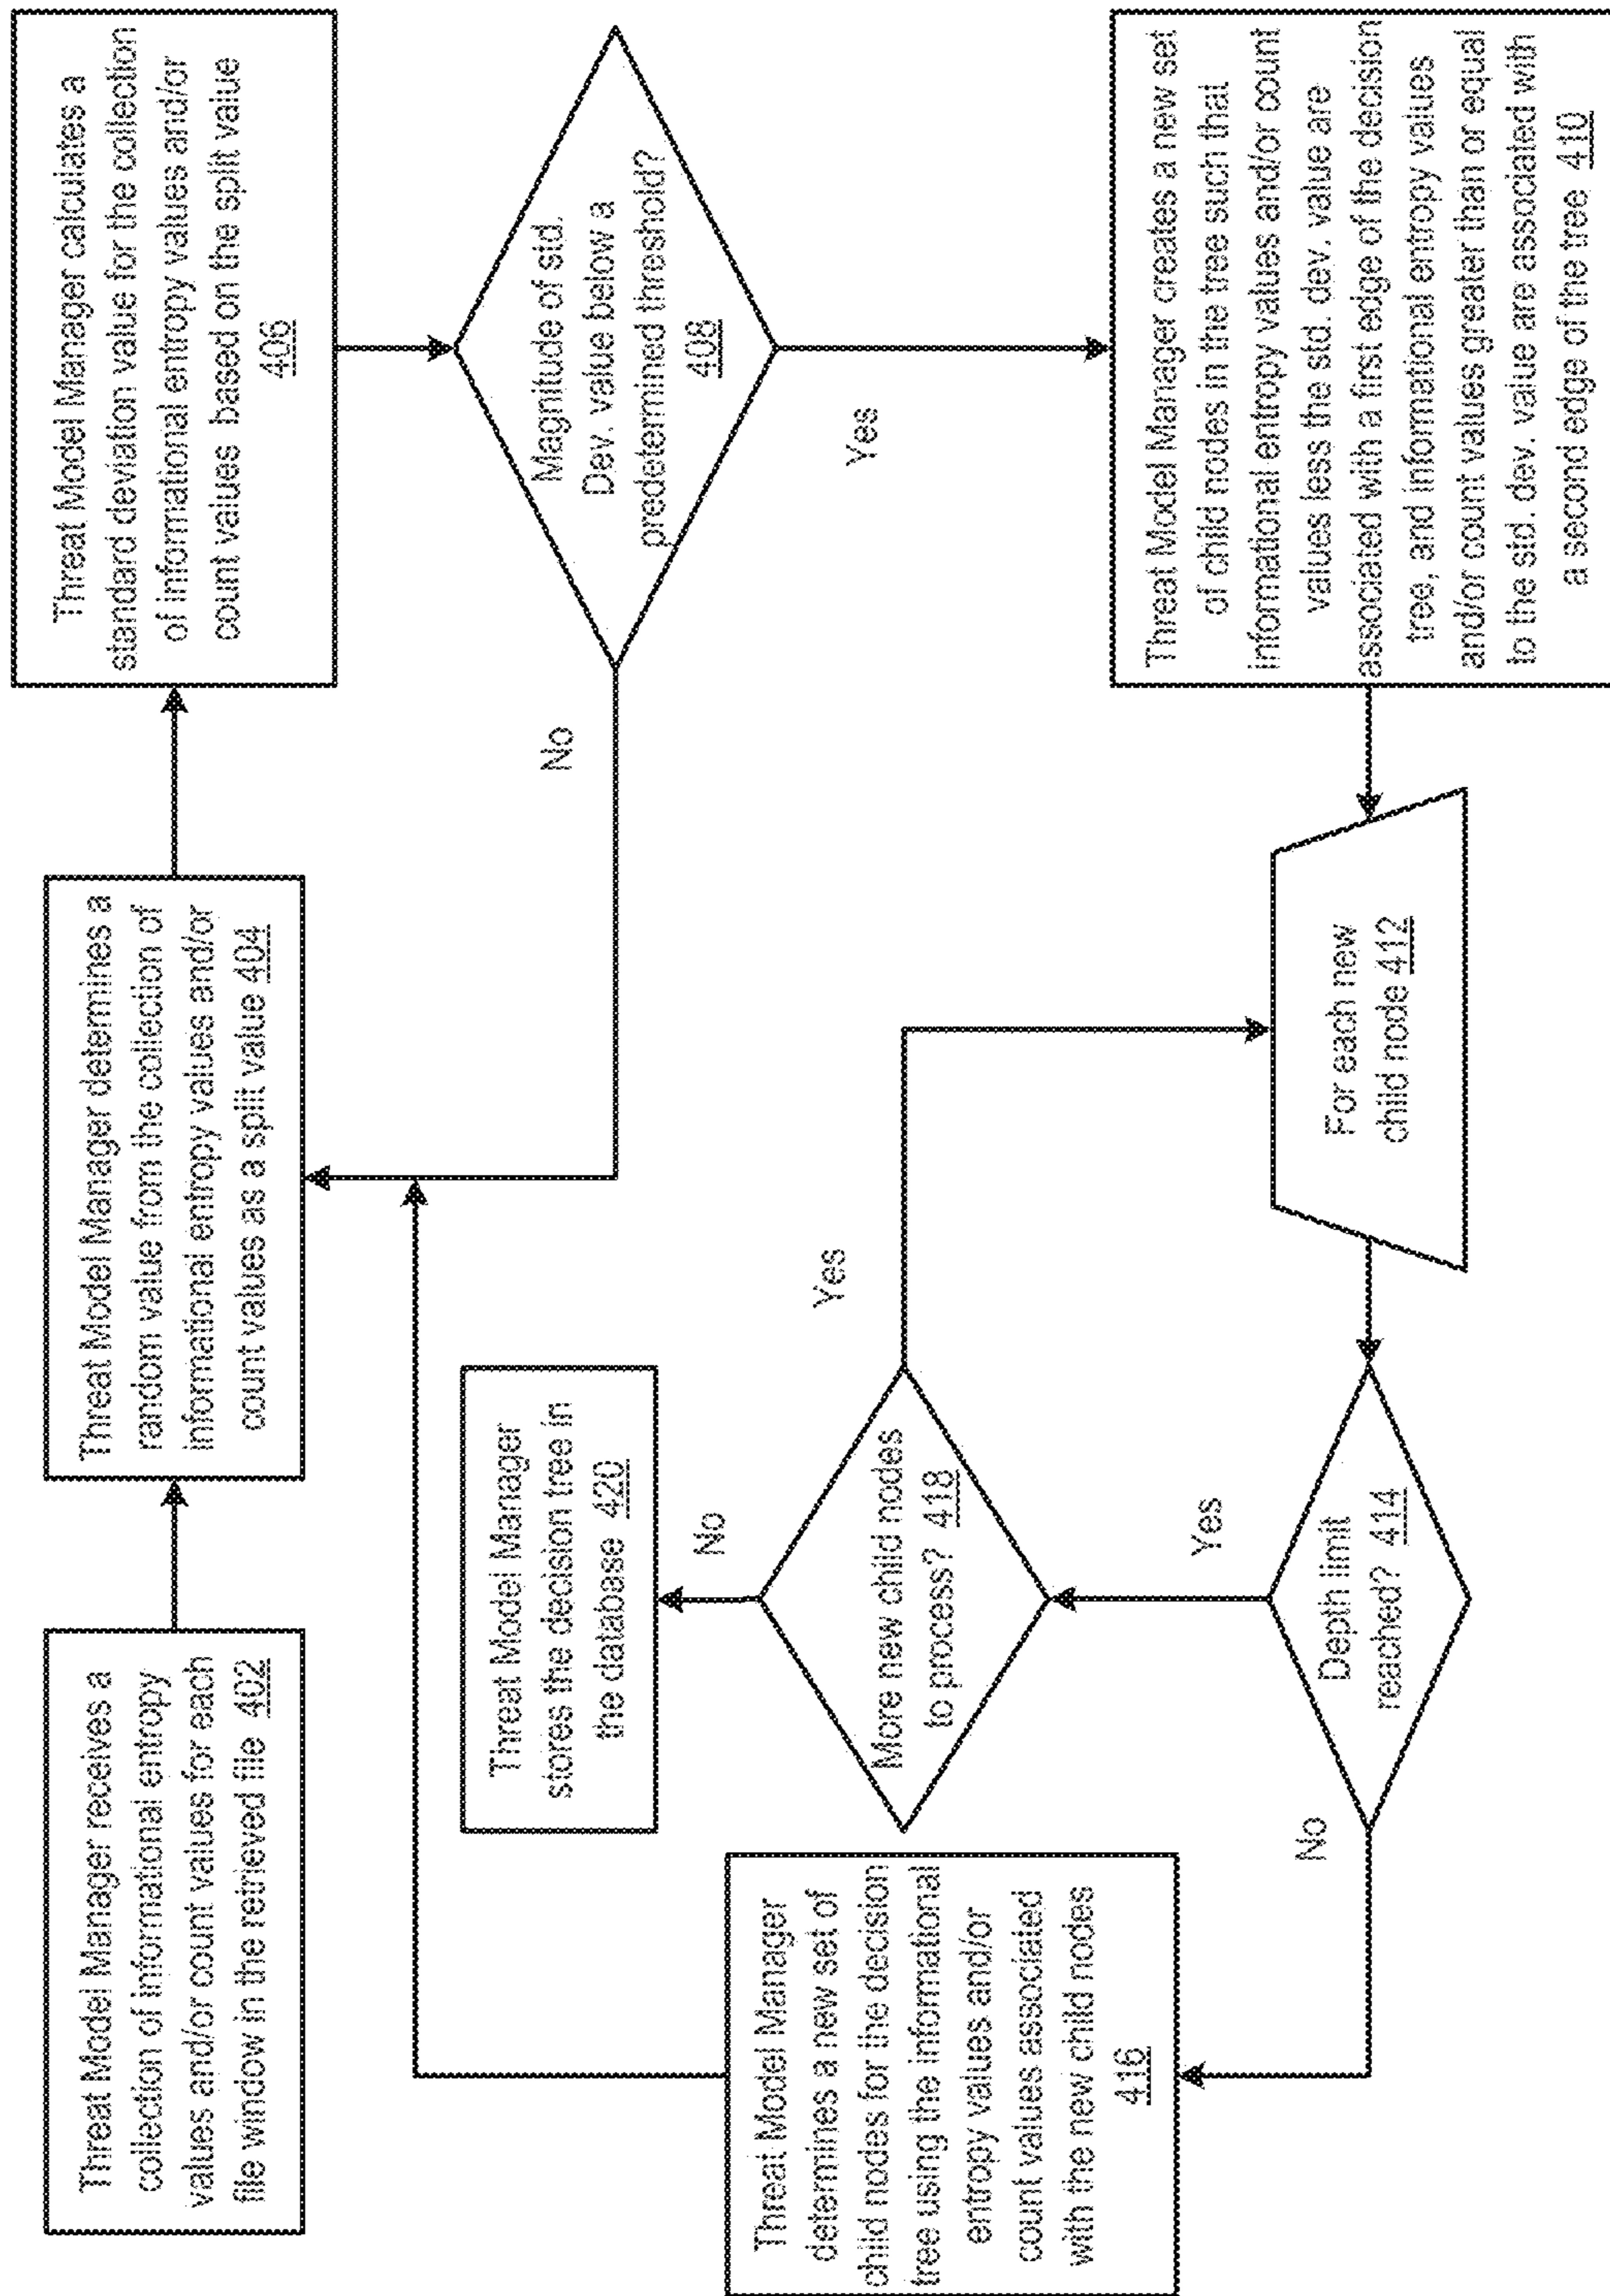 Threat Model Manager receives a
collection of informational entropy
values and/or count values for each
file window in the retrieved file 402
Threat Model Manager determines a
random value from the collection of
informational entropy values and/or
count values as a split value 404
Threat Model Manager calculates a
standard deviation value for the collection
of informational entropy values and/or
count values based on the split value
406
Magnitude of std.
Dev. value below a
predetermined threshold?
408
No
Yes
Threat Model Manager creates a new set
of child nodes in the tree such that
informational entropy values and/or count
values less the std. dev. value are
associated with a first edge of the decision
tree, and informational entropy values
and/or count values greater than or equal
to the std. dev. value are associated with
a second edge of the tree 410
For each new
child node 412
Depth limit
reached? 414
No
Yes
Threat Model Manager
determines a new set of
child nodes for the decision
tree using the informational
entropy values and/or
count values associated
with the new child nodes
416
More new child nodes
to process? 418
Yes
No
Threat Model Manager
stores the decision tree in
the database 420